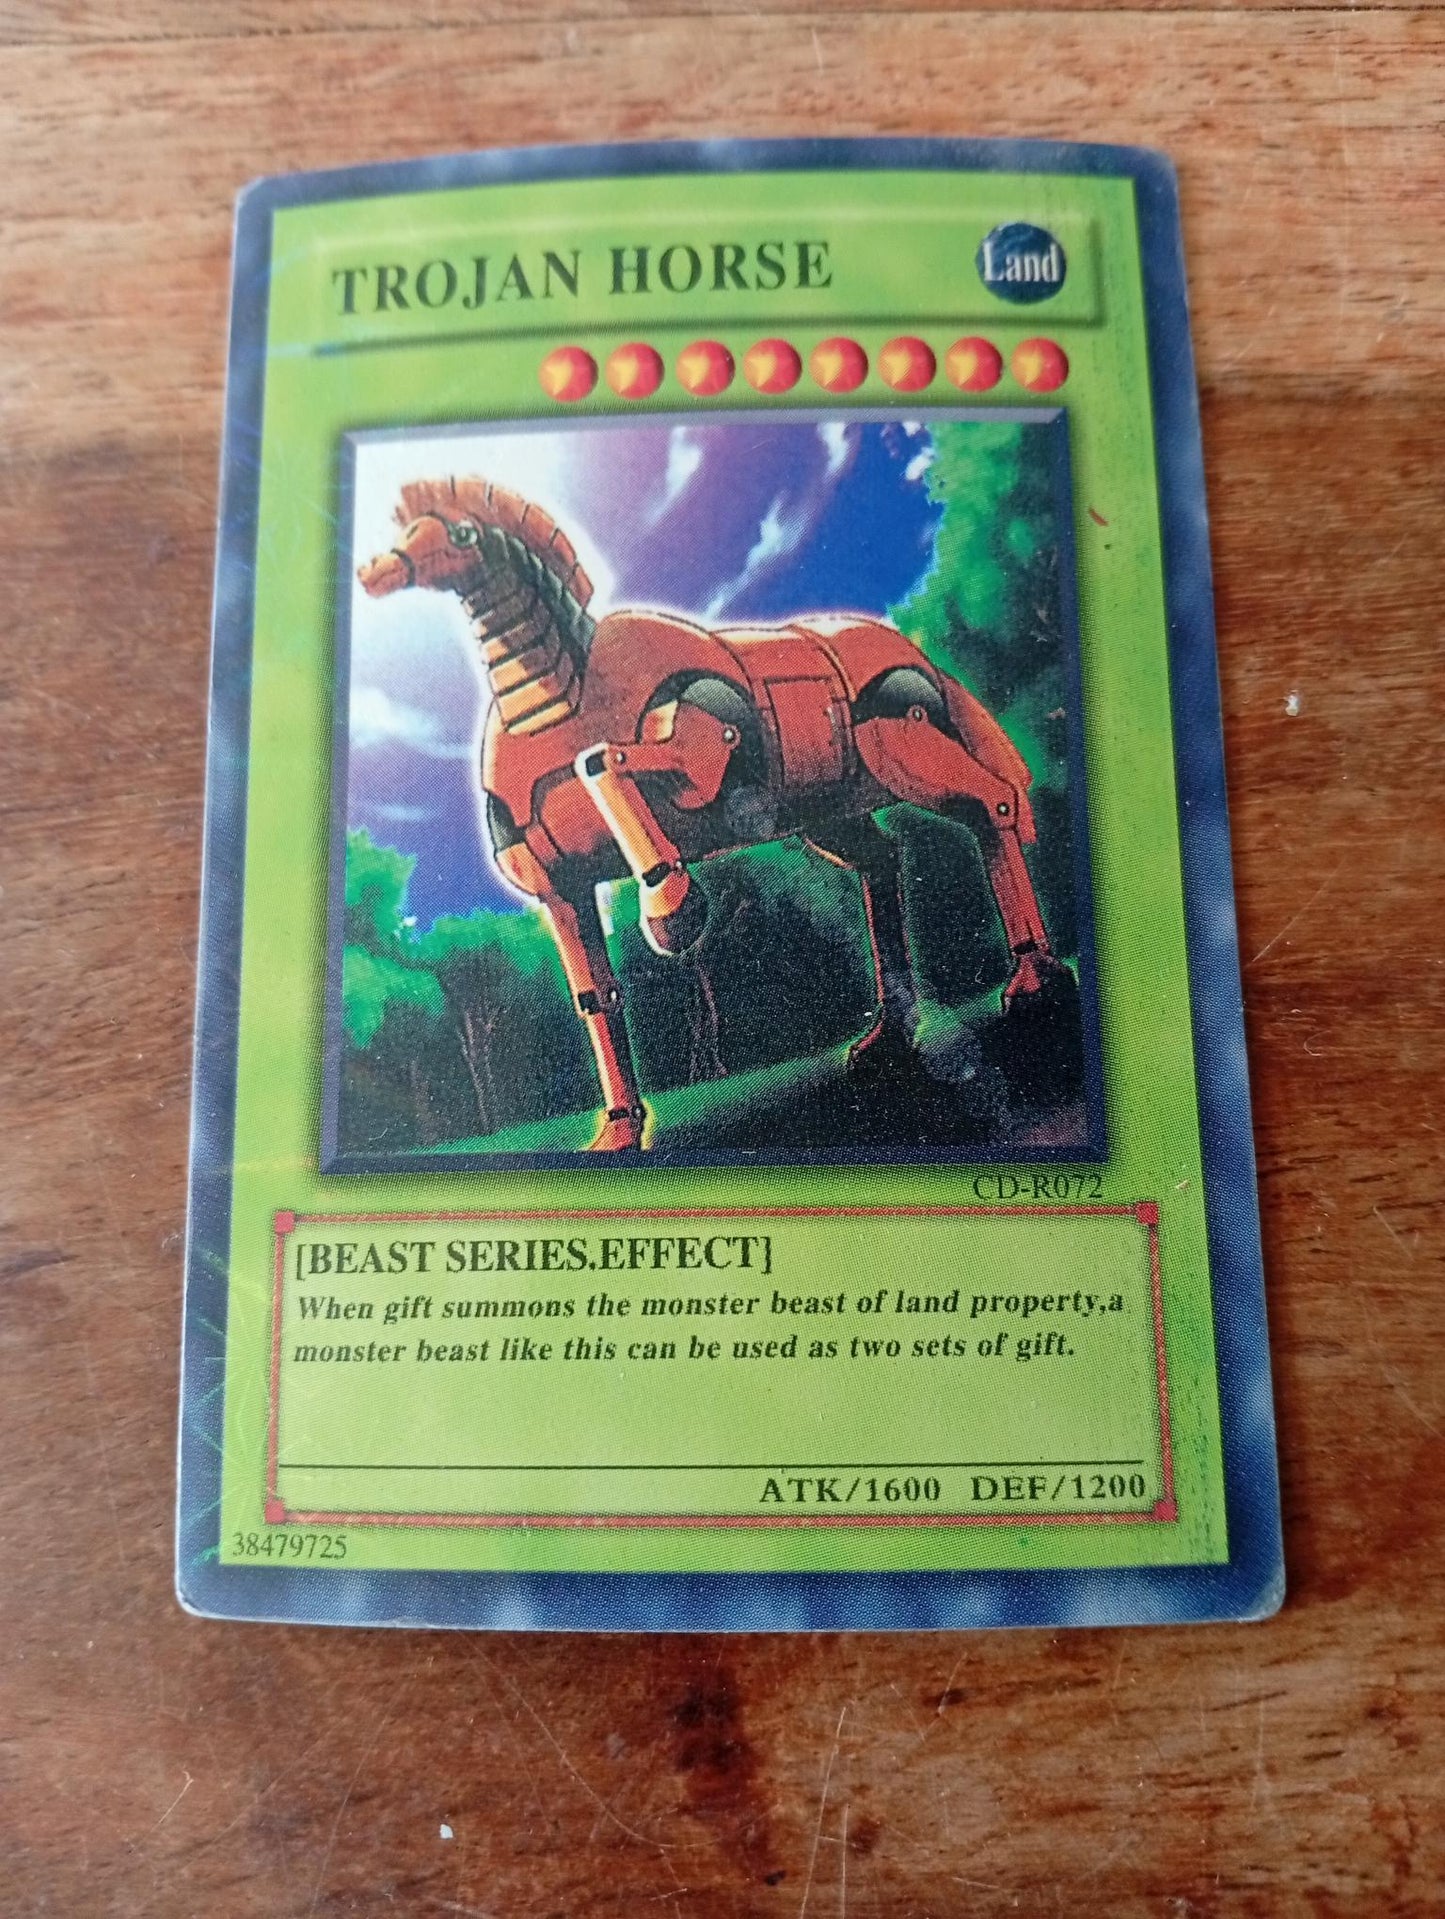 TROJAN HORSE
Land
CD-R072
[BEAST SERIES.EFFECT]
When gift summons the monster beast of land property,a
monster beast like this can be used as two sets of gift.
ATK/1600 DEF/1200
38479725